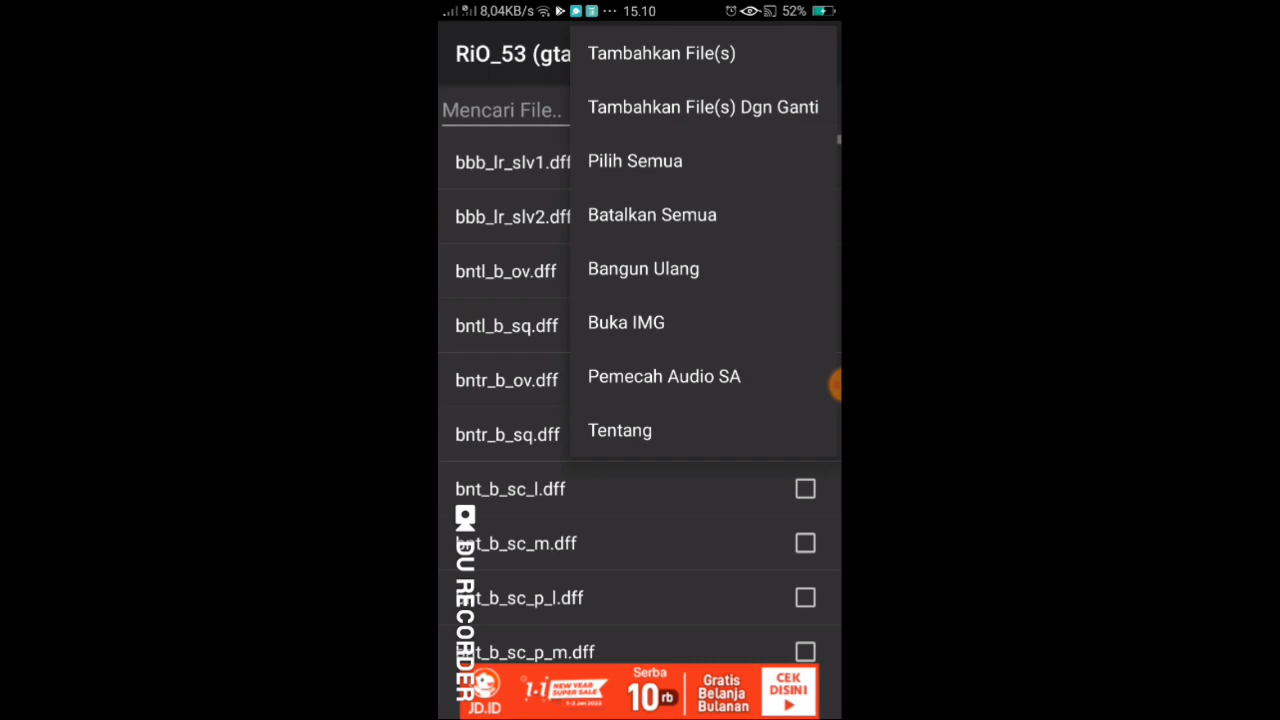 8,04KB/s ... 15.10 52%
RiO_53 (gta
Mencari File..
Tambahkan File(s)
Tambahkan File(s) Dgn Ganti
Pilih Semua
Batalkan Semua
Bangun Ulang
Buka IMG
Pemecah Audio SA
Tentang
bbb_lr_slv1.dff
bbb_lr_slv2.dff
bntl_b_ov.dff
bntl_b_sq.dff
bntr_b_ov.dff
bntr_b_sq.dff
bnt_b_sc_l.dff
bnt_b_sc_m.dff
bnt_b_sc_p_l.dff
bnt_b_sc_p_m.dff
DU RECORDER
JD.ID
1-1 NEW YEAR
SUPER SALE
Serba
10rb
Gratis
Belanja
Bulanan
CEK
DISINI